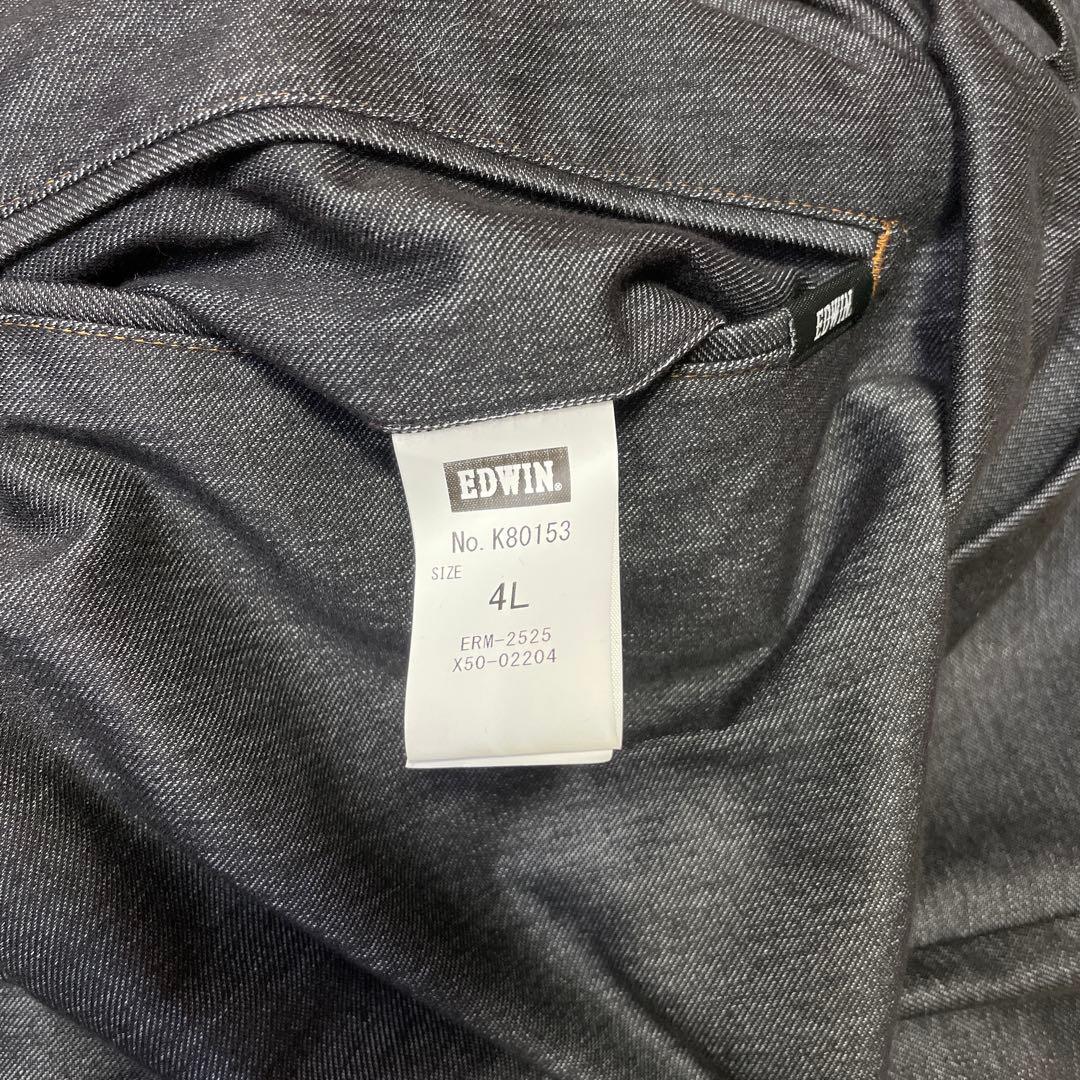 EDWIN.
EDWIN®
No. K80153
SIZE
4L
ERM-2525
X50-02204